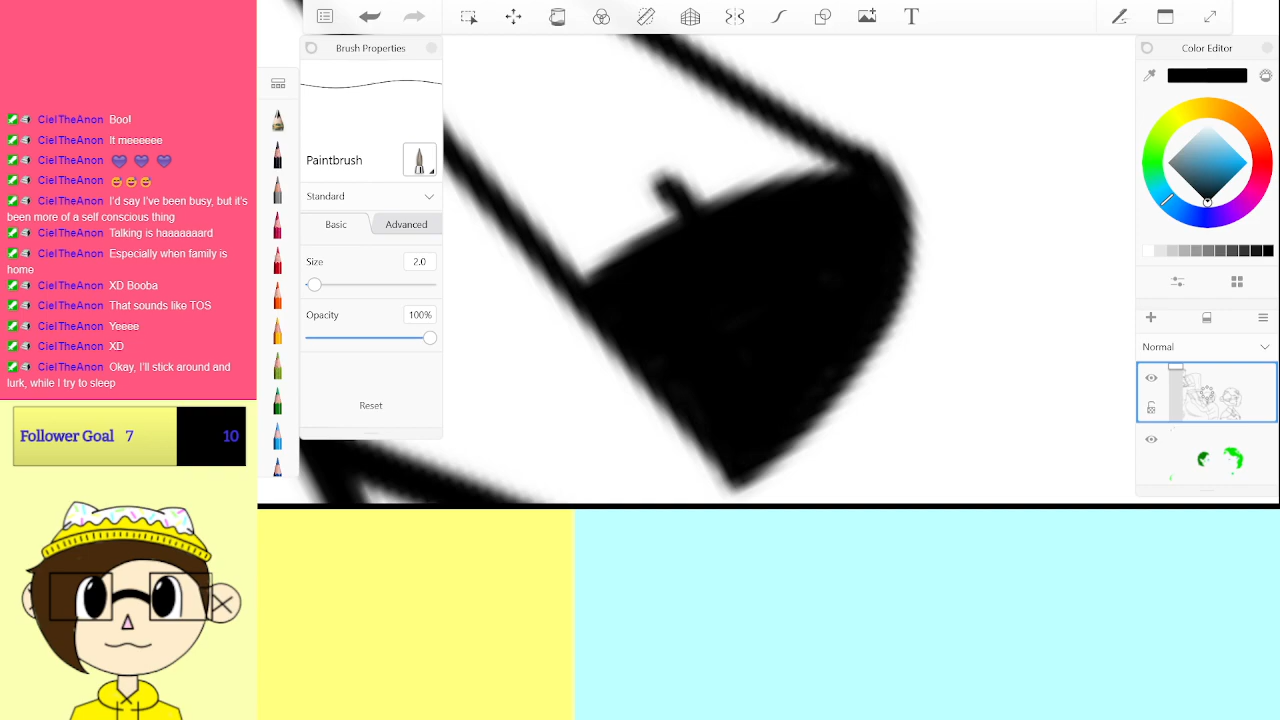 CielTheAnon Boo!
CielTheAnon It meeeeee
CielTheAnon 💜 💜 💜
CielTheAnon 😅 😅 😅
CielTheAnon I'd say I've been busy, but it's
been more of a self conscious thing
CielTheAnon Talking is haaaaaaard
CielTheAnon Especially when family is
home
CielTheAnon XD Booba
CielTheAnon That sounds like TOS
CielTheAnon Yeeee
CielTheAnon XD
CielTheAnon Okay, I'll stick around and
lurk, while I try to sleep
Follower Goal 7 10
T
Brush Properties
Paintbrush
Standard
Basic Advanced
Size 2.0
Opacity 100%
Reset
Color Editor
Normal